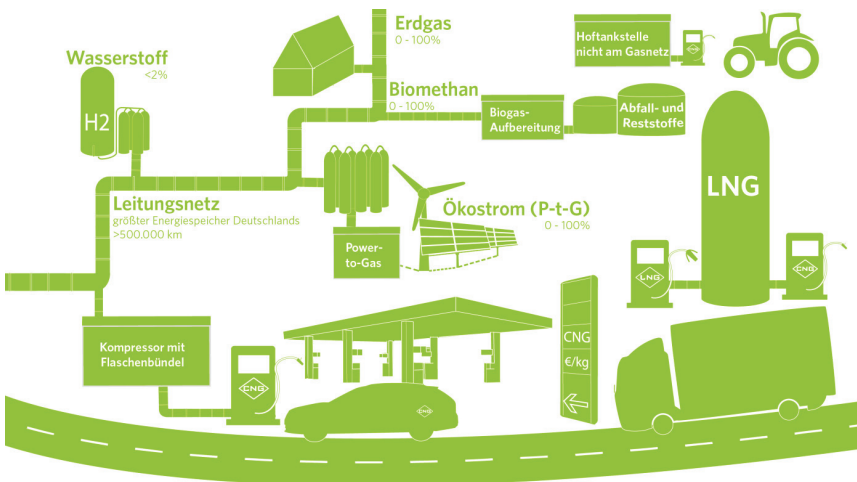 Erdgas
0 - 100%
Hoftankstelle
nicht am Gasnetz
Wasserstoff
<2%
H2
Biomethan
0 - 100%
Biogas-
Aufbereitung
Abfall- und
Reststoffe
LNG
Leitungsnetz
größter Energiespeicher Deutschlands
>500.000 km
Ökostrom (P-t-G)
0 - 100%
Power-
to-Gas
LNG
CNG
Kompressor mit
Flaschenbündel
CNG
CNG
€/kg
CNG